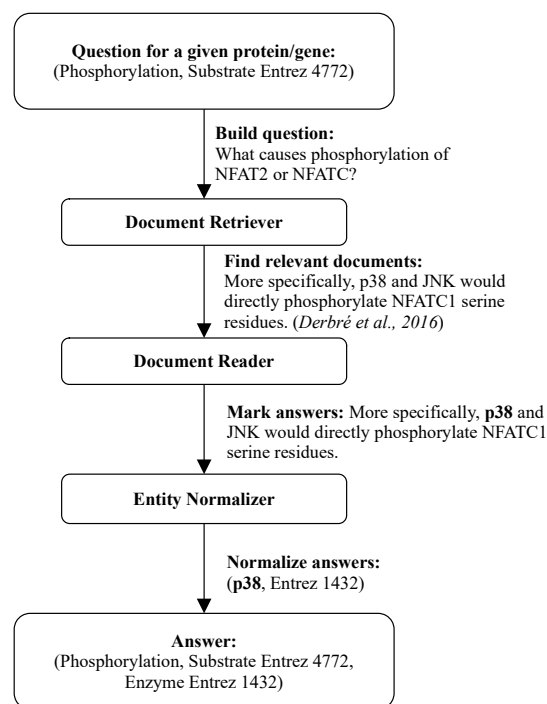 Question for a given protein/gene:
(Phosphorylation, Substrate Entrez 4772)
Build question:
What causes phosphorylation of
NFAT2 or NFATC?
Document Retriever
Find relevant documents:
More specifically, p38 and JNK would
directly phosphorylate NFATC1 serine
residues. (Derbré et al., 2016)
Document Reader
Mark answers: More specifically, p38 and
JNK would directly phosphorylate NFATC1
serine residues.
Entity Normalizer
Normalize answers:
(p38, Entrez 1432)
Answer:
(Phosphorylation, Substrate Entrez 4772,
Enzyme Entrez 1432)